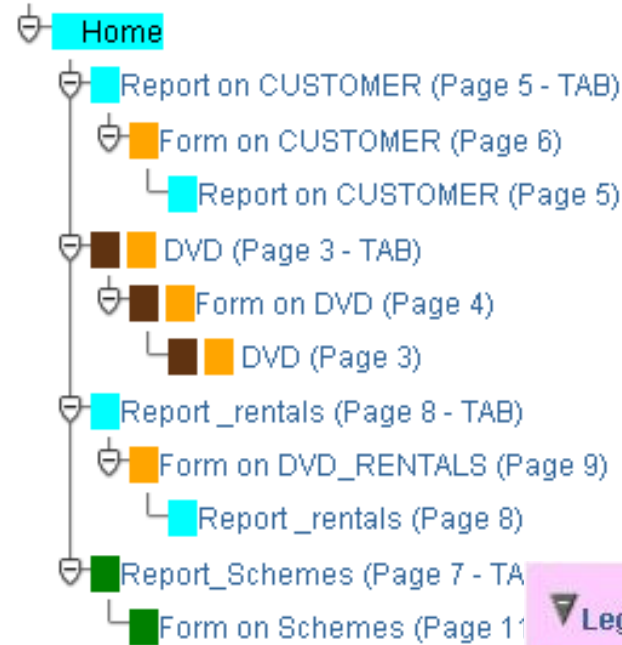 Home
Report on CUSTOMER (Page 5 - TAB)
Form on CUSTOMER (Page 6)
Report on CUSTOMER (Page 5)
DVD (Page 3 - TAB)
Form on DVD (Page 4)
DVD (Page 3)
Report _rentals (Page 8 - TAB)
Form on DVD_RENTALS (Page 9)
Report _rentals (Page 8)
Report_Schemes (Page 7 - TA
Form on Schemes (Page 11
Leg